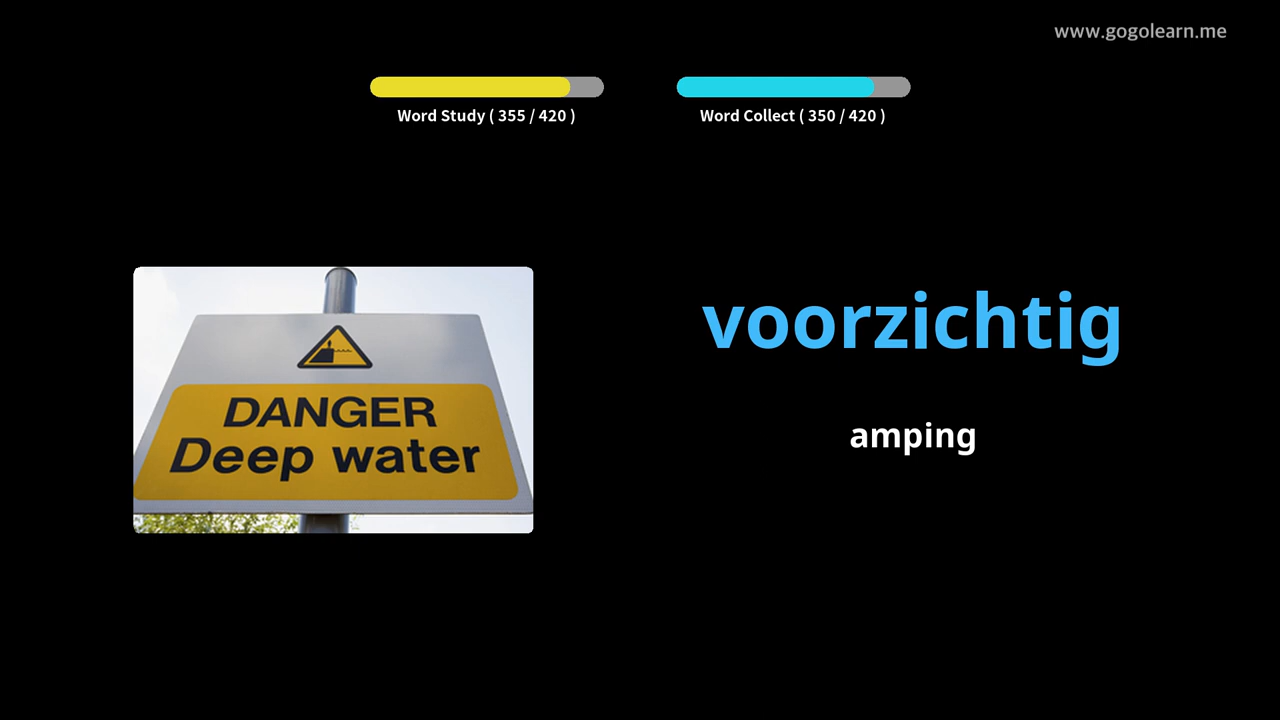 www.gogolearn.me
Word Study ( 355 / 420 )
Word Collect ( 350 / 420 )
DANGER
Deep water
voorzichtig
amping